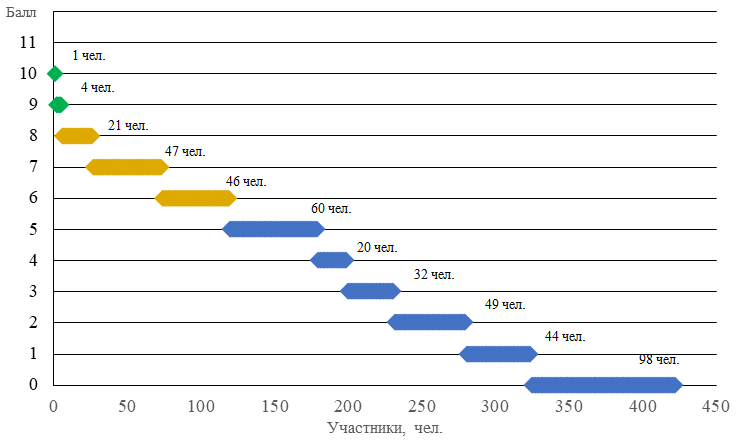 Балл
11
10
1 чел.
9
4 чел.
8
21 чел.
7
47 чел.
6
46 чел.
5
60 чел.
4
20 чел.
3
32 чел.
2
49 чел.
1
44 чел.
0
98 чел.
0 50 100 150 200 250 300 350 400 450
Участники, чел.